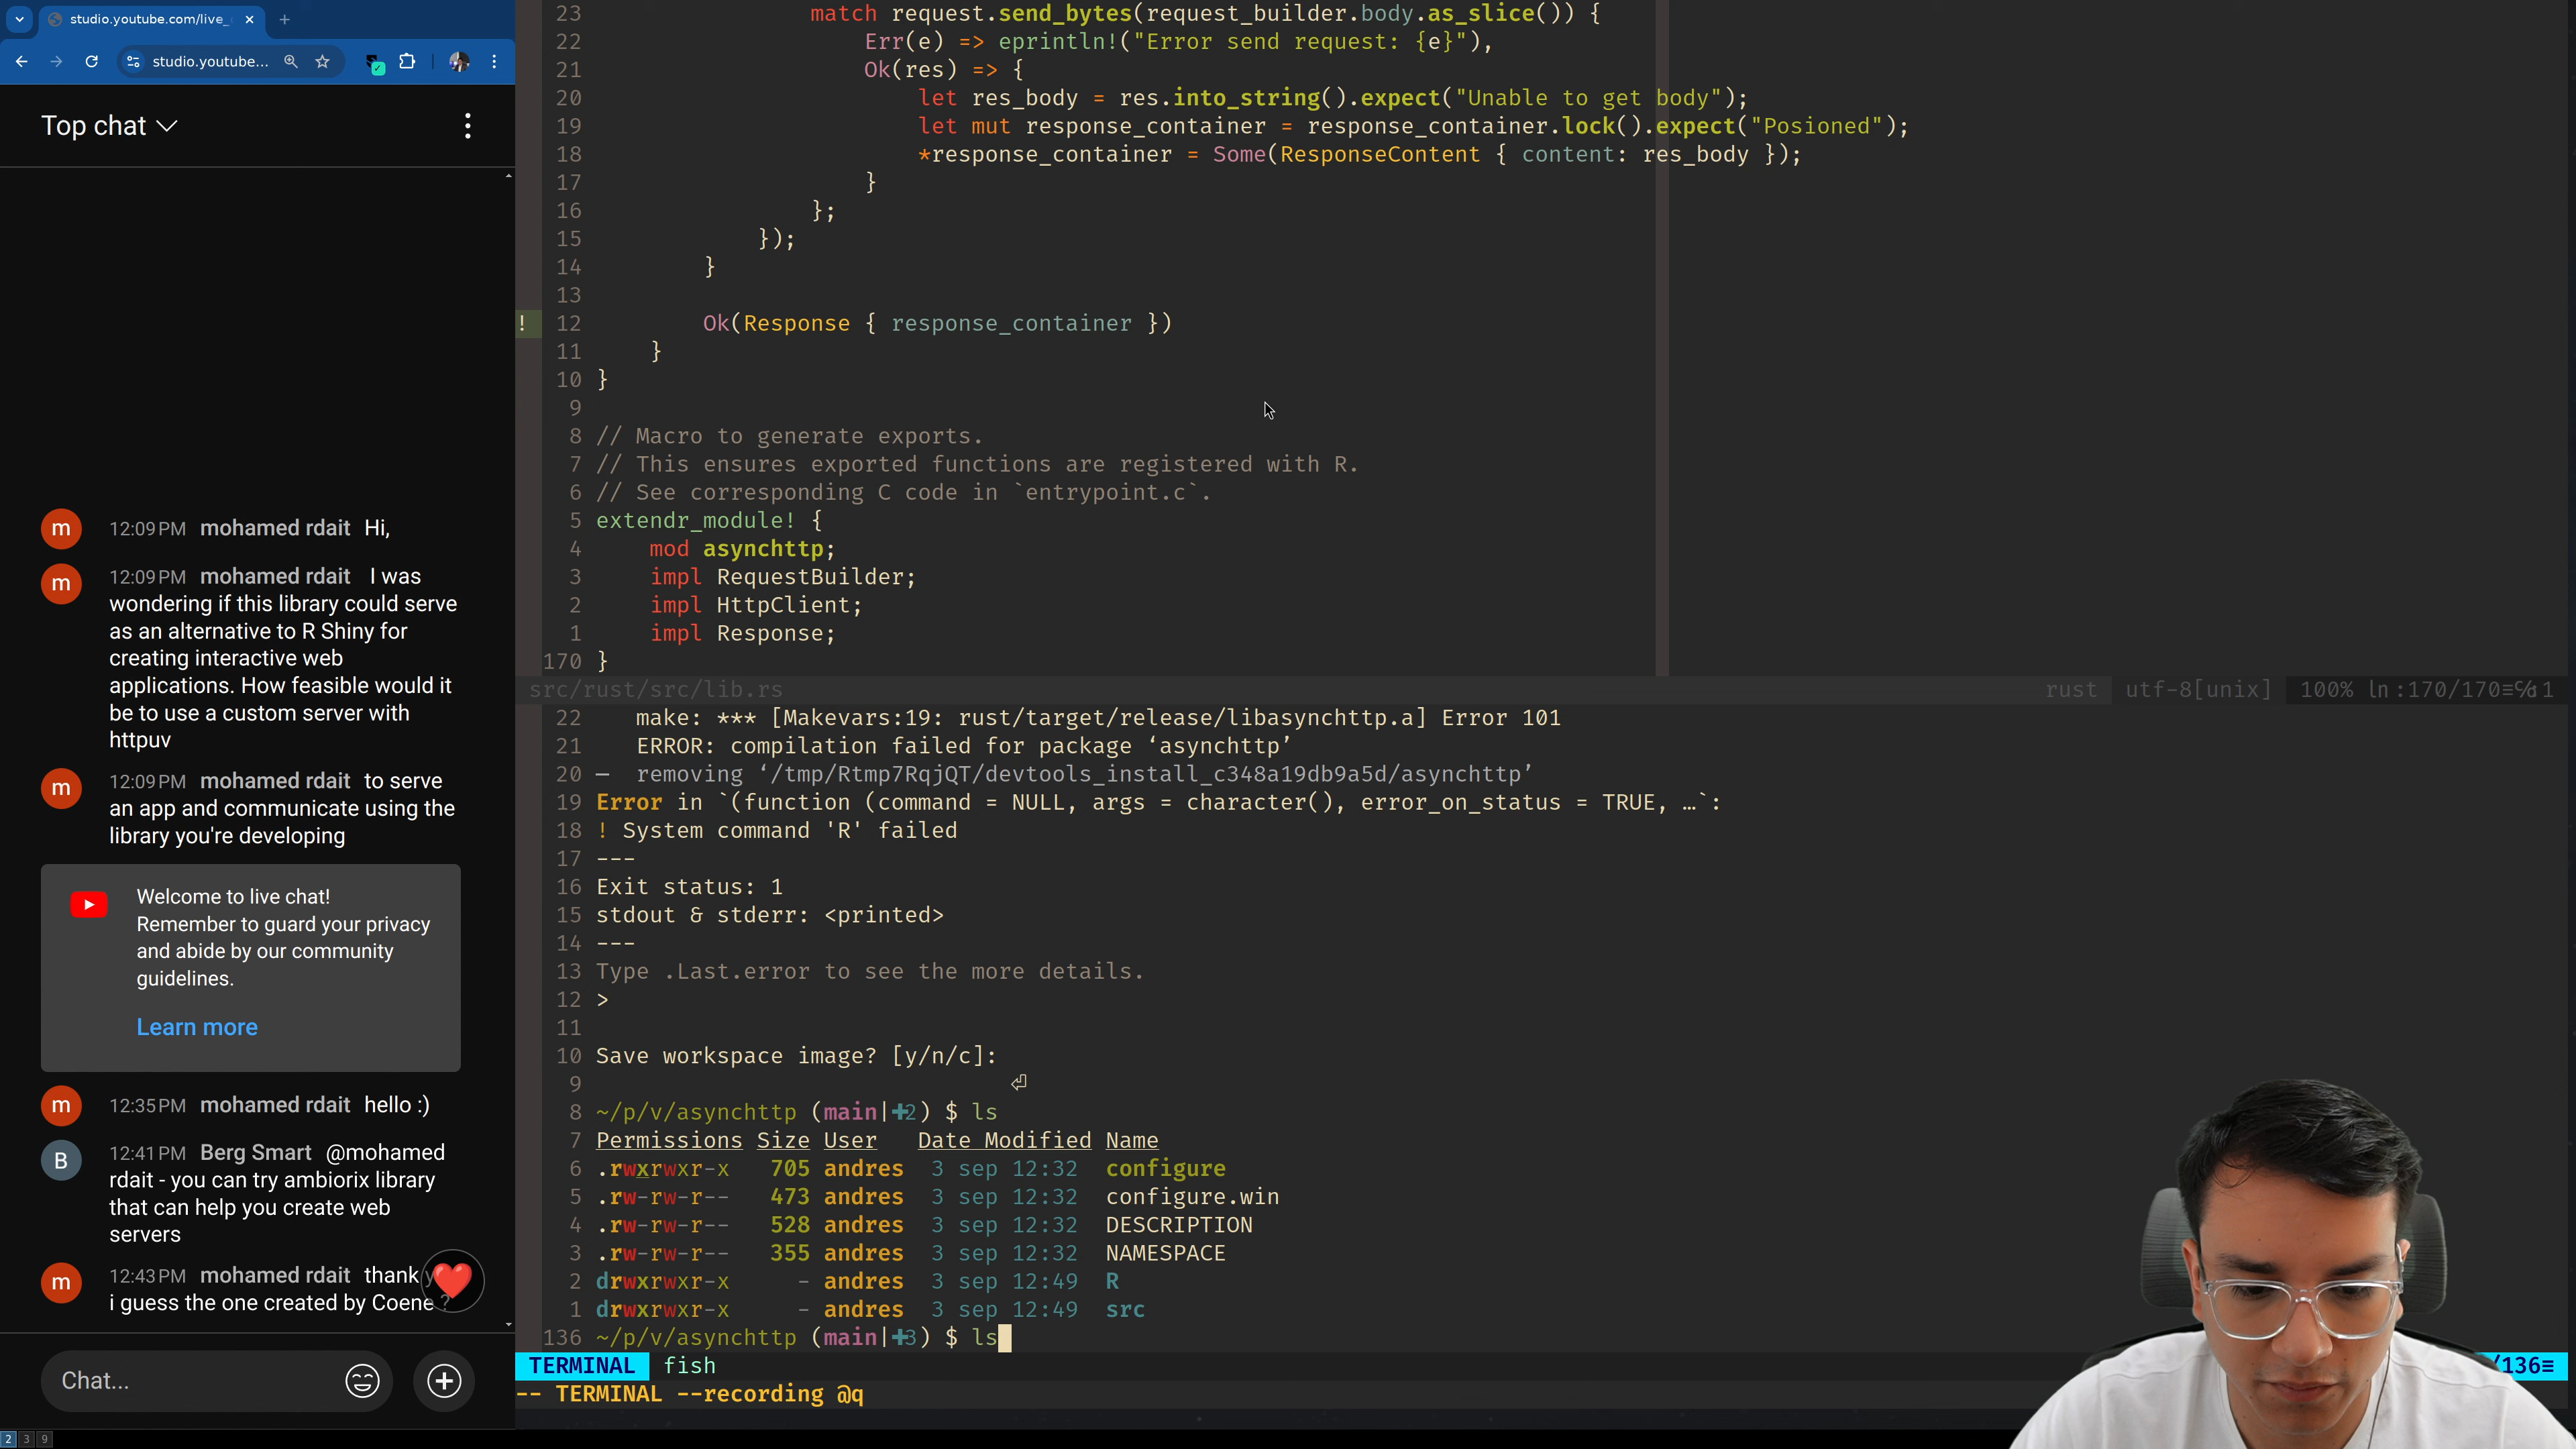 studio.youtube.com/live_
studio.youtube...
Top chat
12:09 PM mohamed rdait Hi,
12:09 PM mohamed rdait I was
wondering if this library could serve
as an alternative to R Shiny for
creating interactive web
applications. How feasible would it
be to use a custom server with
httpuv
12:09 PM mohamed rdait to serve
an app and communicate using the
library you're developing
Welcome to live chat!
Remember to guard your privacy
and abide by our community
guidelines.
Learn more
12:35 PM mohamed rdait hello :)
12:41 PM Berg Smart @mohamed
rdait - you can try ambiorix library
that can help you create web
servers
12:43 PM mohamed rdait thank
i guess the one created by Coene ?
Chat...
2 3 9
23 match request.send_bytes(request_builder.body.as_slice()) {
22 Err(e) => eprintln!("Error send request: {e}"),
21 Ok(res) => {
20 let res_body = res.into_string().expect("Unable to get body");
19 let mut response_container = response_container.lock().expect("Posioned");
18 *response_container = Some(ResponseContent { content: res_body });
17 }
16 };
15 });
14 }
13
! 12 Ok(Response { response_container })
11 }
10 }
9
8 // Macro to generate exports.
7 // This ensures exported functions are registered with R.
6 // See corresponding C code in `entrypoint.c`.
5 extendr_module! {
4 mod asynchttp;
3 impl RequestBuilder;
2 impl HttpClient;
1 impl Response;
170 }
src/rust/src/lib.rs rust utf-8[unix] 100% ln:170/170
22 make: *** [Makevars:19: rust/target/release/libasynchttp.a] Error 101
21 ERROR: compilation failed for package ‘asynchttp’
20 — removing ‘/tmp/Rtmp7RqjQT/devtools_install_c348a19db9a5d/asynchttp’
19 Error in `(function (command = NULL, args = character(), error_on_status = TRUE, …`:
18 ! System command 'R' failed
17 ---
16 Exit status: 1
15 stdout & stderr: <printed>
14 ---
13 Type .Last.error to see the more details.
12 >
11
10 Save workspace image? [y/n/c]:
9 ⏎
8 ~/p/v/asynchttp (main|✚2) $ ls
7 Permissions Size User Date Modified Name
6 .rwxrwxr-x 705 andres 3 sep 12:32 configure
5 .rw-rw-r-- 473 andres 3 sep 12:32 configure.win
4 .rw-rw-r-- 528 andres 3 sep 12:32 DESCRIPTION
3 .rw-rw-r-- 355 andres 3 sep 12:32 NAMESPACE
2 drwxrwxr-x - andres 3 sep 12:49 R
1 drwxrwxr-x - andres 3 sep 12:49 src
136 ~/p/v/asynchttp (main|✚3) $ ls
TERMINAL fish /136≡
-- TERMINAL --recording @q